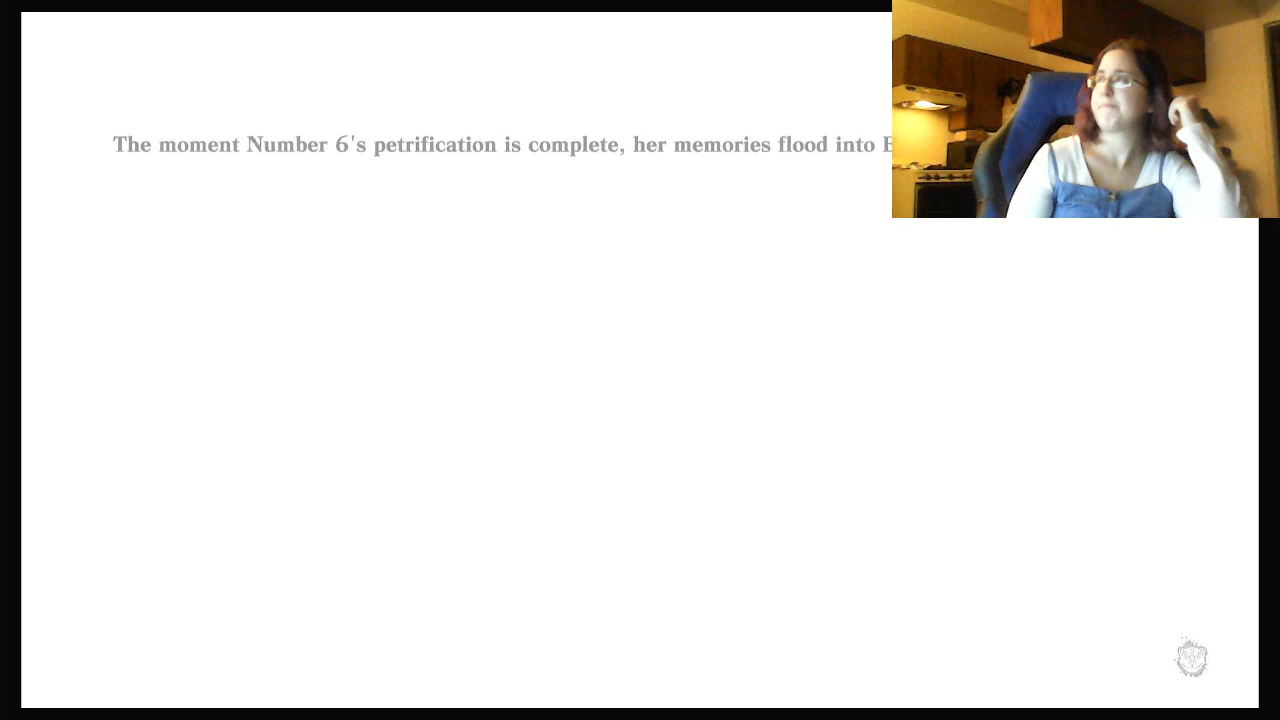 The moment Number 6's petrification is complete, her memories flood into